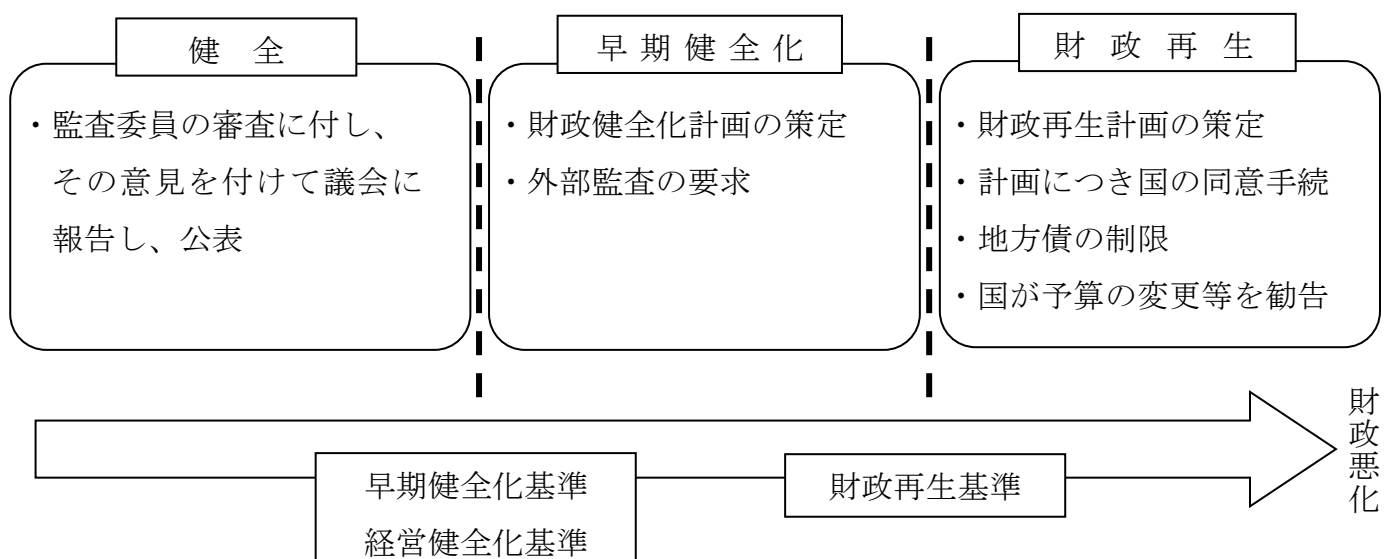 健　全
・監査委員の審査に付し、
その意見を付けて議会に
報告し、公表
早 期 健 全 化
・財政健全化計画の策定
・外部監査の要求
財　政　再　生
・財政再生計画の策定
・計画につき国の同意手続
・地方債の制限
・国が予算の変更等を勧告
早期健全化基準
経営健全化基準
財政再生基準
財政悪化